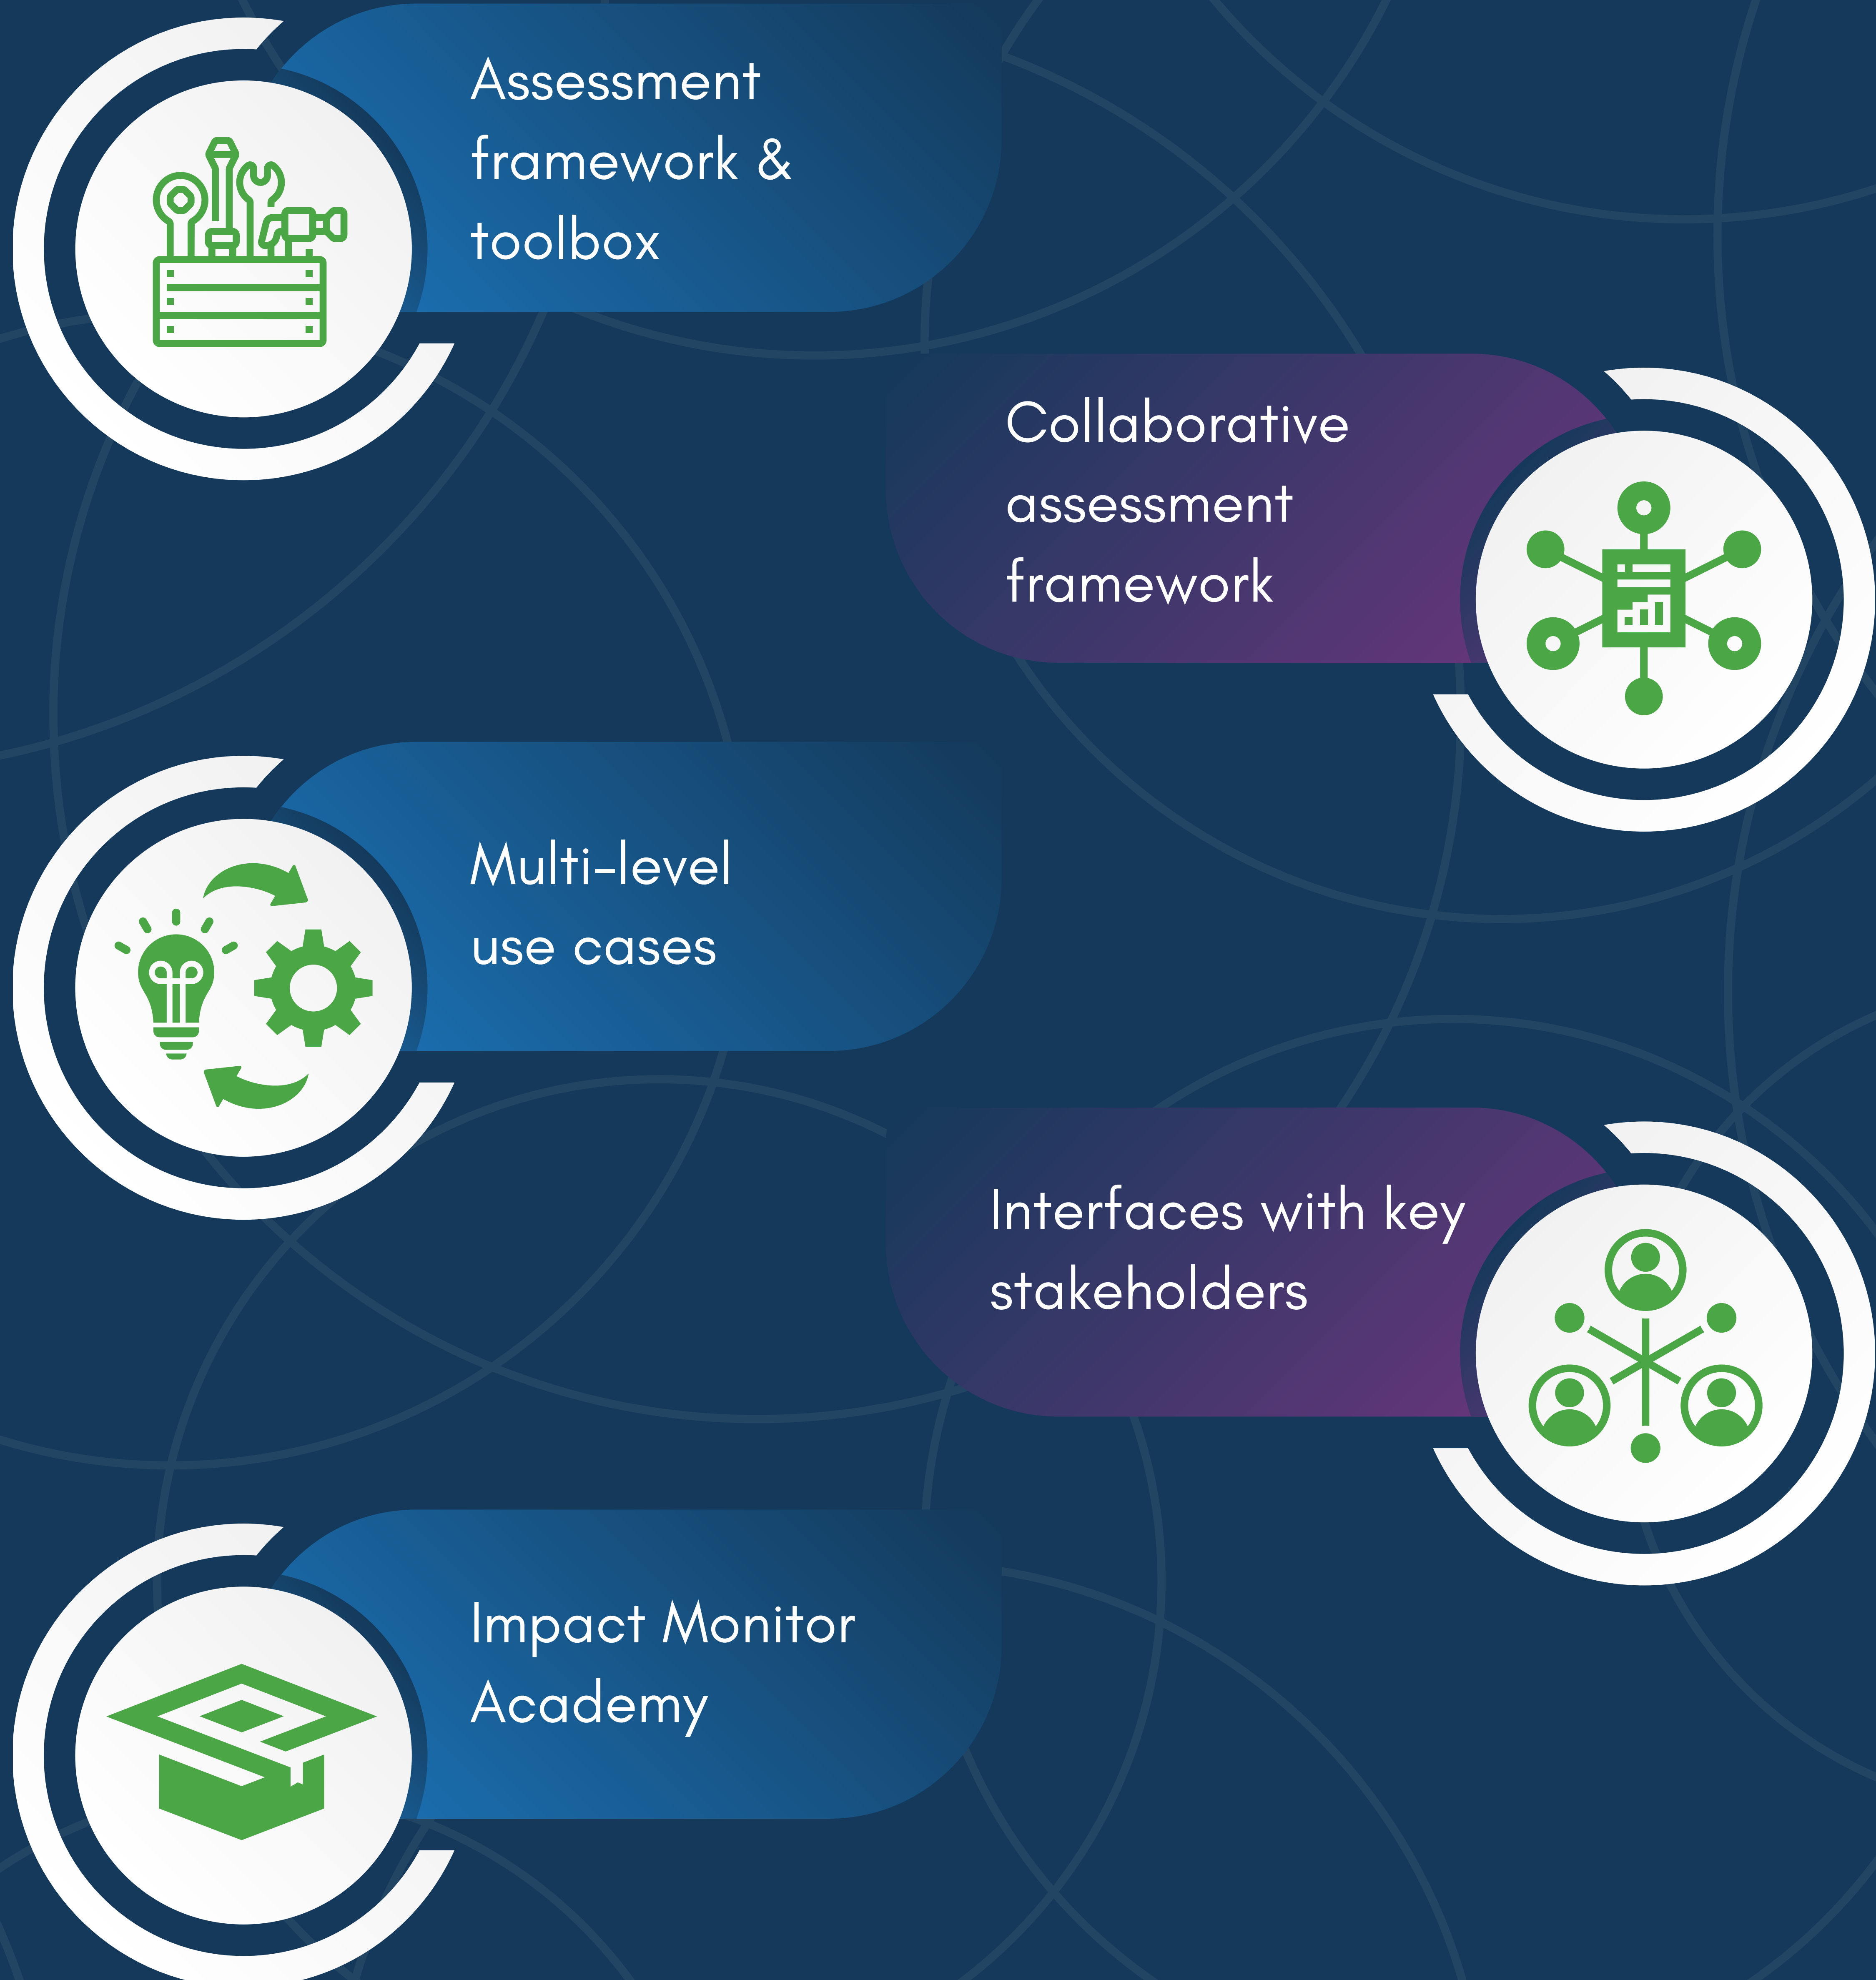 Assessment
framework &
toolbox
Collaborative
assessment
framework
Multi-level
use cases
Interfaces with key
stakeholders
Impact Monitor
Academy